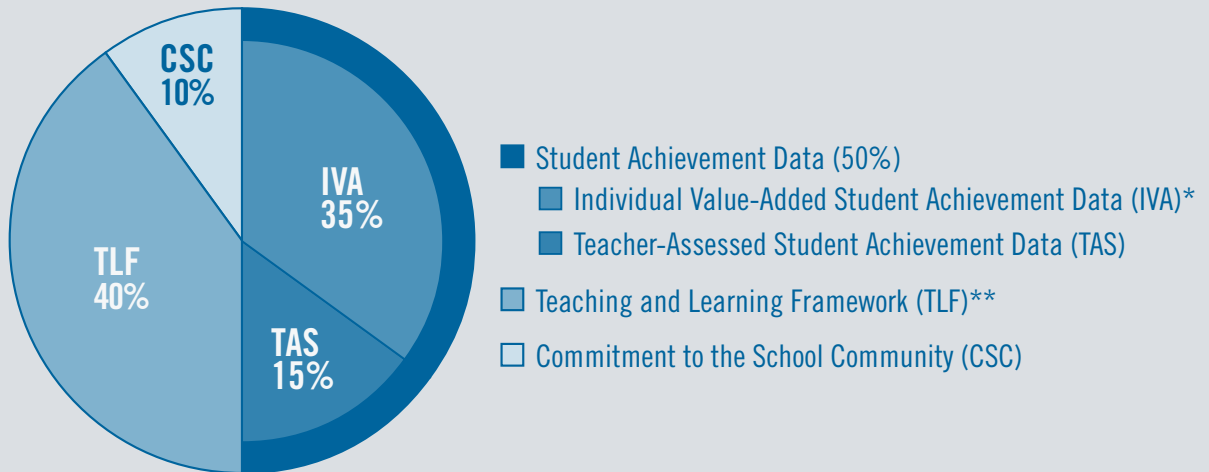 CSC
10%
IVA
35%
TLF
40%
TAS
15%
Student Achievement Data (50%)
Individual Value-Added Student Achievement Data (IVA)*
Teacher-Assessed Student Achievement Data (TAS)
Teaching and Learning Framework (TLF)**
Commitment to the School Community (CSC)